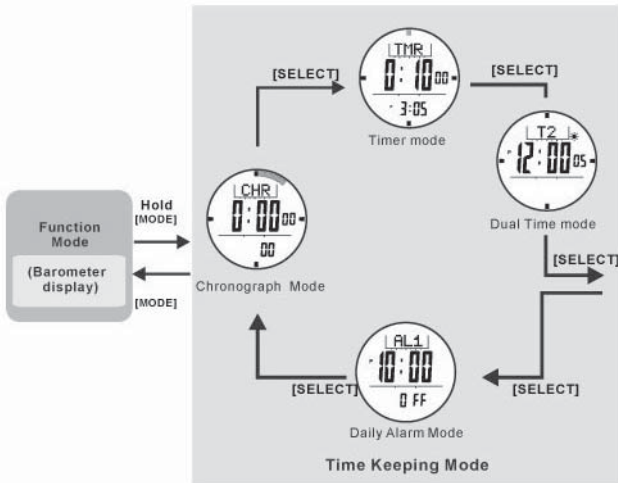 TMR
0:10 00
3:05
Timer mode
[SELECT]
[SELECT]
T2
P 12:00 05
Dual Time mode
[SELECT]
Hold
[MODE]
Function
Mode
(Barometer
display)
[MODE]
CHR
0:00 00
00
Chronograph Mode
AL1
P 10:00
OFF
[SELECT]
[SELECT]
Daily Alarm Mode
Time Keeping Mode